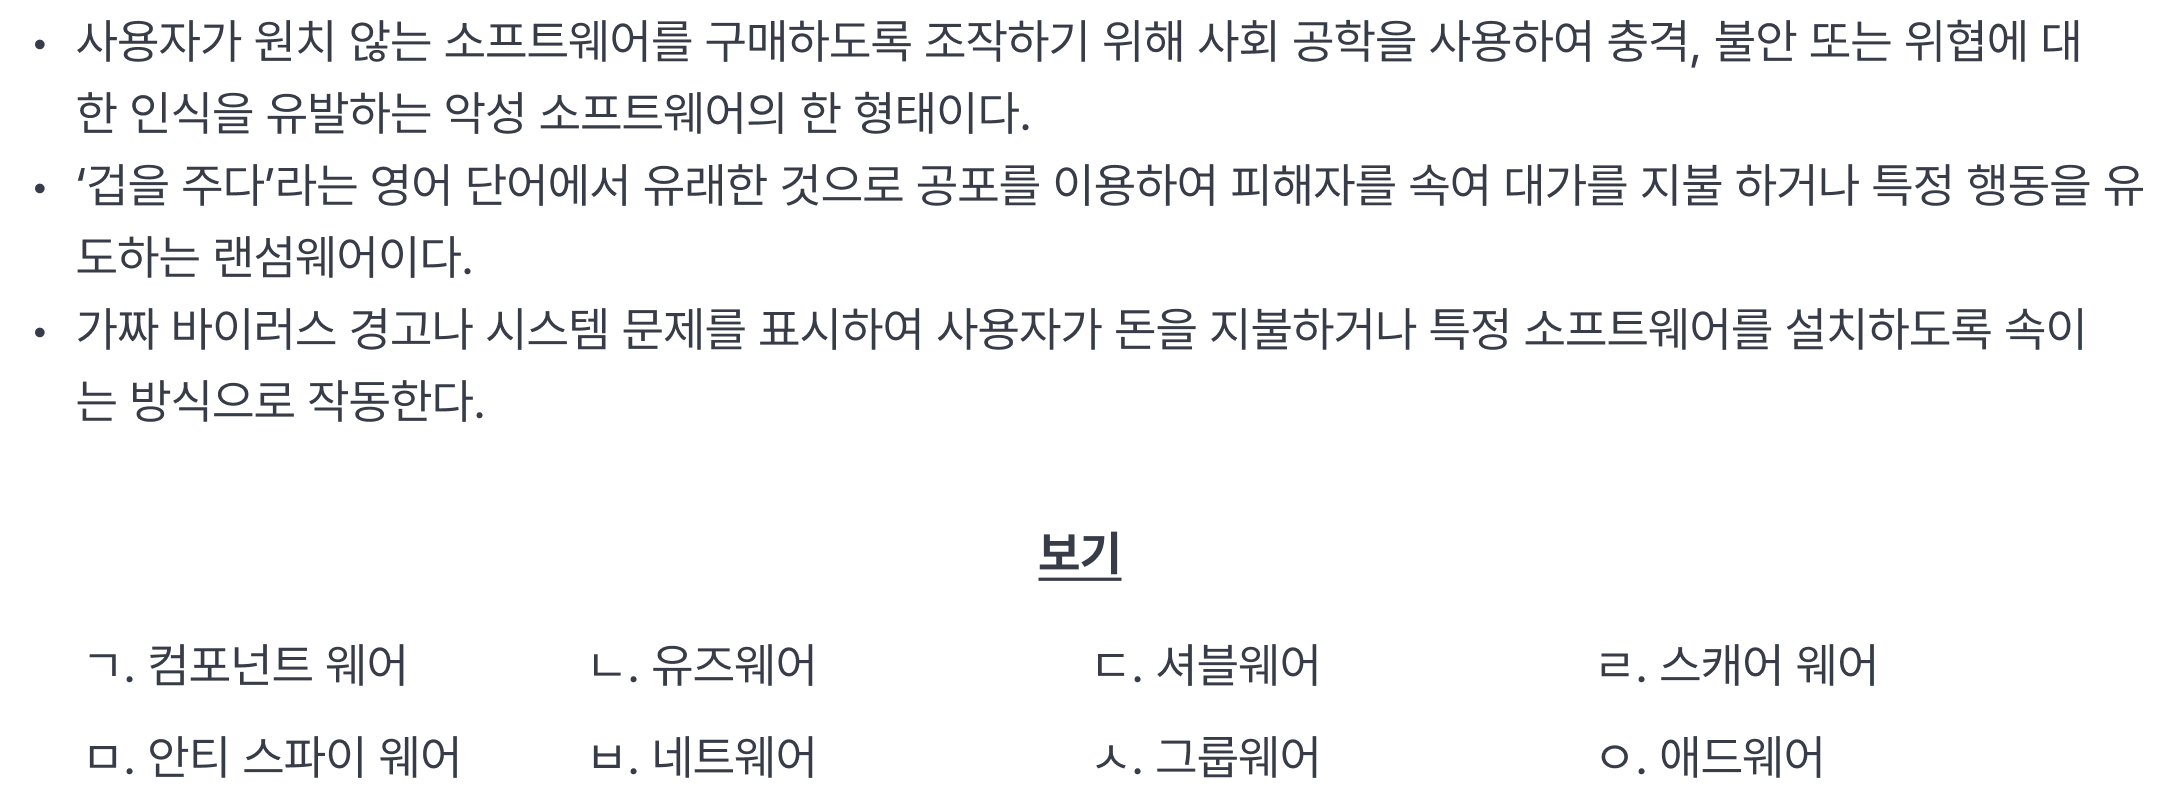 • 사용자가 원치 않는 소프트웨어를 구매하도록 조작하기 위해 사회 공학을 사용하여 충격, 불안 또는 위협에 대
한 인식을 유발하는 악성 소프트웨어의 한 형태이다.
• ‘겁을 주다’라는 영어 단어에서 유래한 것으로 공포를 이용하여 피해자를 속여 대가를 지불 하거나 특정 행동을 유
도하는 랜섬웨어이다.
• 가짜 바이러스 경고나 시스템 문제를 표시하여 사용자가 돈을 지불하거나 특정 소프트웨어를 설치하도록 속이
는 방식으로 작동한다.
보기
ㄱ. 컴포넌트 웨어 ㄴ. 유즈웨어 ㄷ. 셔블웨어 ㄹ. 스캐어 웨어
ㅁ. 안티 스파이 웨어 ㅂ. 네트웨어 ㅅ. 그룹웨어 ㅇ. 애드웨어